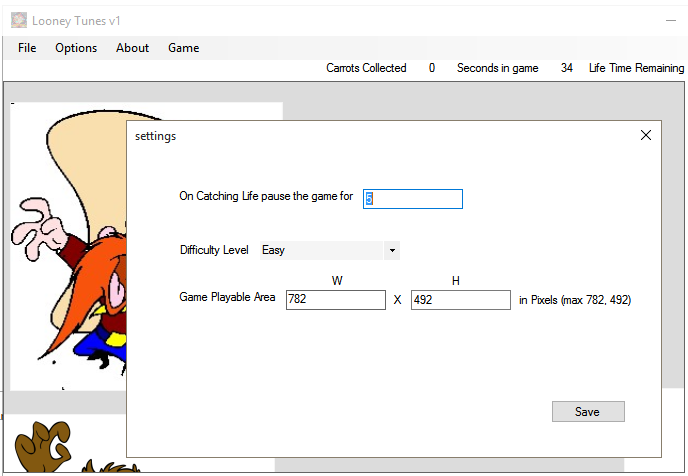 Looney Tunes v1
File Options About Game
Carrots Collected 0 Seconds in game 34 Life Time Remaining
settings
On Catching Life pause the game for 5
Difficulty Level Easy
W H
Game Playable Area 782 X 492 in Pixels (max 782, 492)
Save